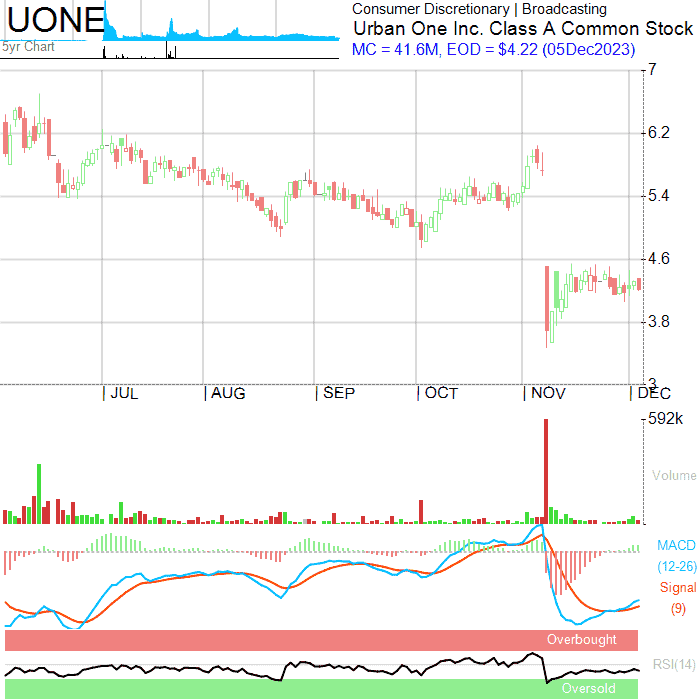 UONE
5yr Chart
Consumer Discretionary | Broadcasting
Urban One Inc. Class A Common Stock
MC = 41.6M, EOD = $4.22 (05Dec2023)
7
6.2
5.4
4.6
3.8
3
| JUL | AUG | SEP | OCT | NOV | DEC
592k
Volume
MACD
(12-26)
Signal
(9)
Overbought
RSI(14)
Oversold